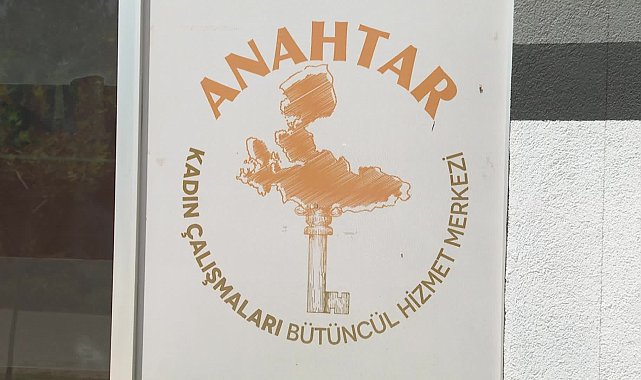 ANAHTAR
KADIN ÇALIŞMALARI BÜTÜNCÜL HİZMET MERKEZİ